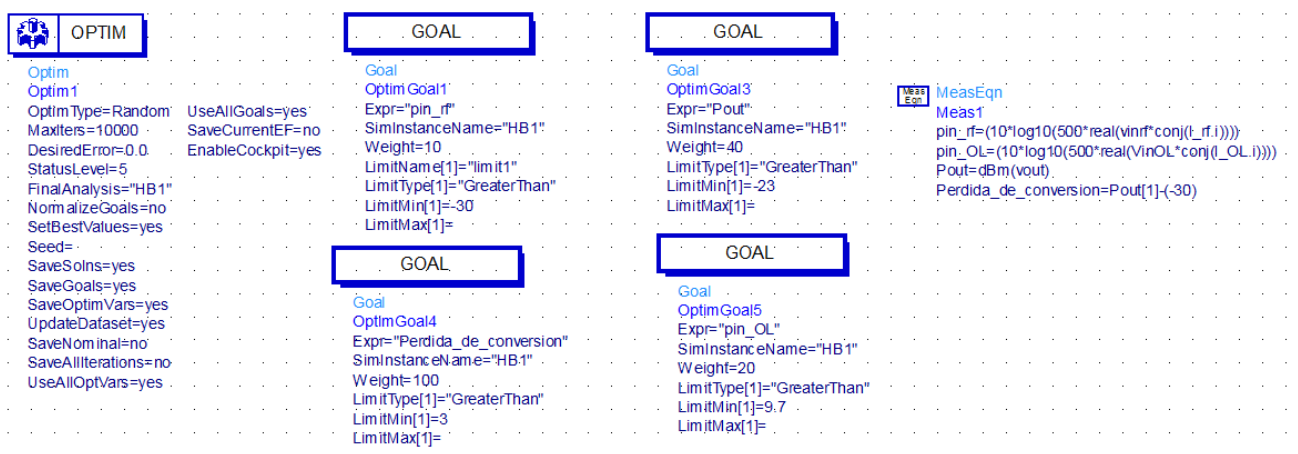 OPTIM
Optim
Optim1
OptimType=Random
MaxIters=10000
DesiredError=0.0
StatusLevel=5
FinalAnalysis="HB1"
NormalizeGoals=no
SetBestValues=yes
Seed=
SaveSolns=yes
SaveGoals=yes
SaveOptimVars=yes
UpdateDataset=yes
SaveNominal=no
SaveAllIterations=no
UseAllOptVars=yes
UseAllGoals=yes
SaveCurrentEF=no
EnableCockpit=yes
GOAL
Goal
OptimGoal1
Expr="pin_rf"
SimInstanceName="HB1"
Weight=10
LimitName[1]="limit1"
LimitType[1]="GreaterThan"
LimitMin[1]=-30
LimitMax[1]=
GOAL
Goal
OptimGoal4
Expr="Perdida_de_conversion"
SimInstanceName="HB1"
Weight=100
LimitType[1]="GreaterThan"
LimitMin[1]=3
LimitMax[1]=
GOAL
Goal
OptimGoal3
Expr="Pout"
SimInstanceName="HB1"
Weight=40
LimitType[1]="GreaterThan"
LimitMin[1]=-23
LimitMax[1]=
GOAL
Goal
OptimGoal5
Expr="pin_OL"
SimInstanceName="HB1"
Weight=20
LimitType[1]="GreaterThan"
LimitMin[1]=9.7
LimitMax[1]=
Meas
Eqn
MeasEqn
Meas1
pin_rf=(10*log10(500*real(vinrf*conj(I_rf.i))))
pin_OL=(10*log10(500*real(VinOL*conj(I_OL.i))))
Pout=dBm(vout)
Perdida_de_conversion=Pout[1]-(-30)